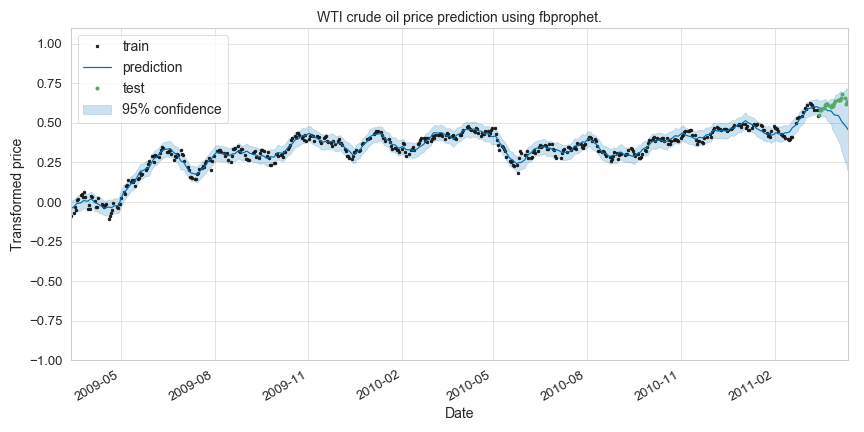 WTI crude oil price prediction using fbprophet.
train
prediction
test
95% confidence
Transformed price
1.00
0.75
0.50
0.25
0.00
−0.25
−0.50
−0.75
−1.00
2009-05
2009-08
2009-11
2010-02
2010-05
2010-08
2010-11
2011-02
Date